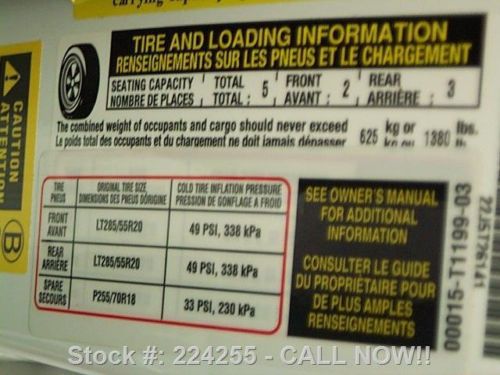 TIRE AND LOADING INFORMATION
RENSEIGNEMENTS SUR LES PNEUS ET LE CHARGEMENT
SEATING CAPACITY TOTAL FRONT REAR
NOMBRE DE PLACES TOTAL : 5 AVANT : 2 ARRIÈRE : 3
The combined weight of occupants and cargo should never exceed 625 kg or 1380 lbs.
Le poids total des occupants et du chargement ne doit jamais dépasser kg ou
CAUTION
ATTENTION
B
TIRE ORIGINAL TIRE SIZE COLD TIRE INFLATION PRESSURE
PNEUS DIMENSIONS DES PNEUS D'ORIGINE PRESSION DE GONFLAGE A FROID
FRONT
AVANT LT285/55R20 49 PSI, 338 kPa
REAR
ARRIÈRE LT285/55R20 49 PSI, 338 kPa
SPARE
SECOURS P255/70R18 33 PSI, 230 kPa
SEE OWNER'S MANUAL
FOR ADDITIONAL
INFORMATION
CONSULTER LE GUIDE
DU PROPRIÉTAIRE POUR
DE PLUS AMPLES
RENSEIGNEMENTS
00015-T1199-03
Stock #: 224255 - CALL NOW!!